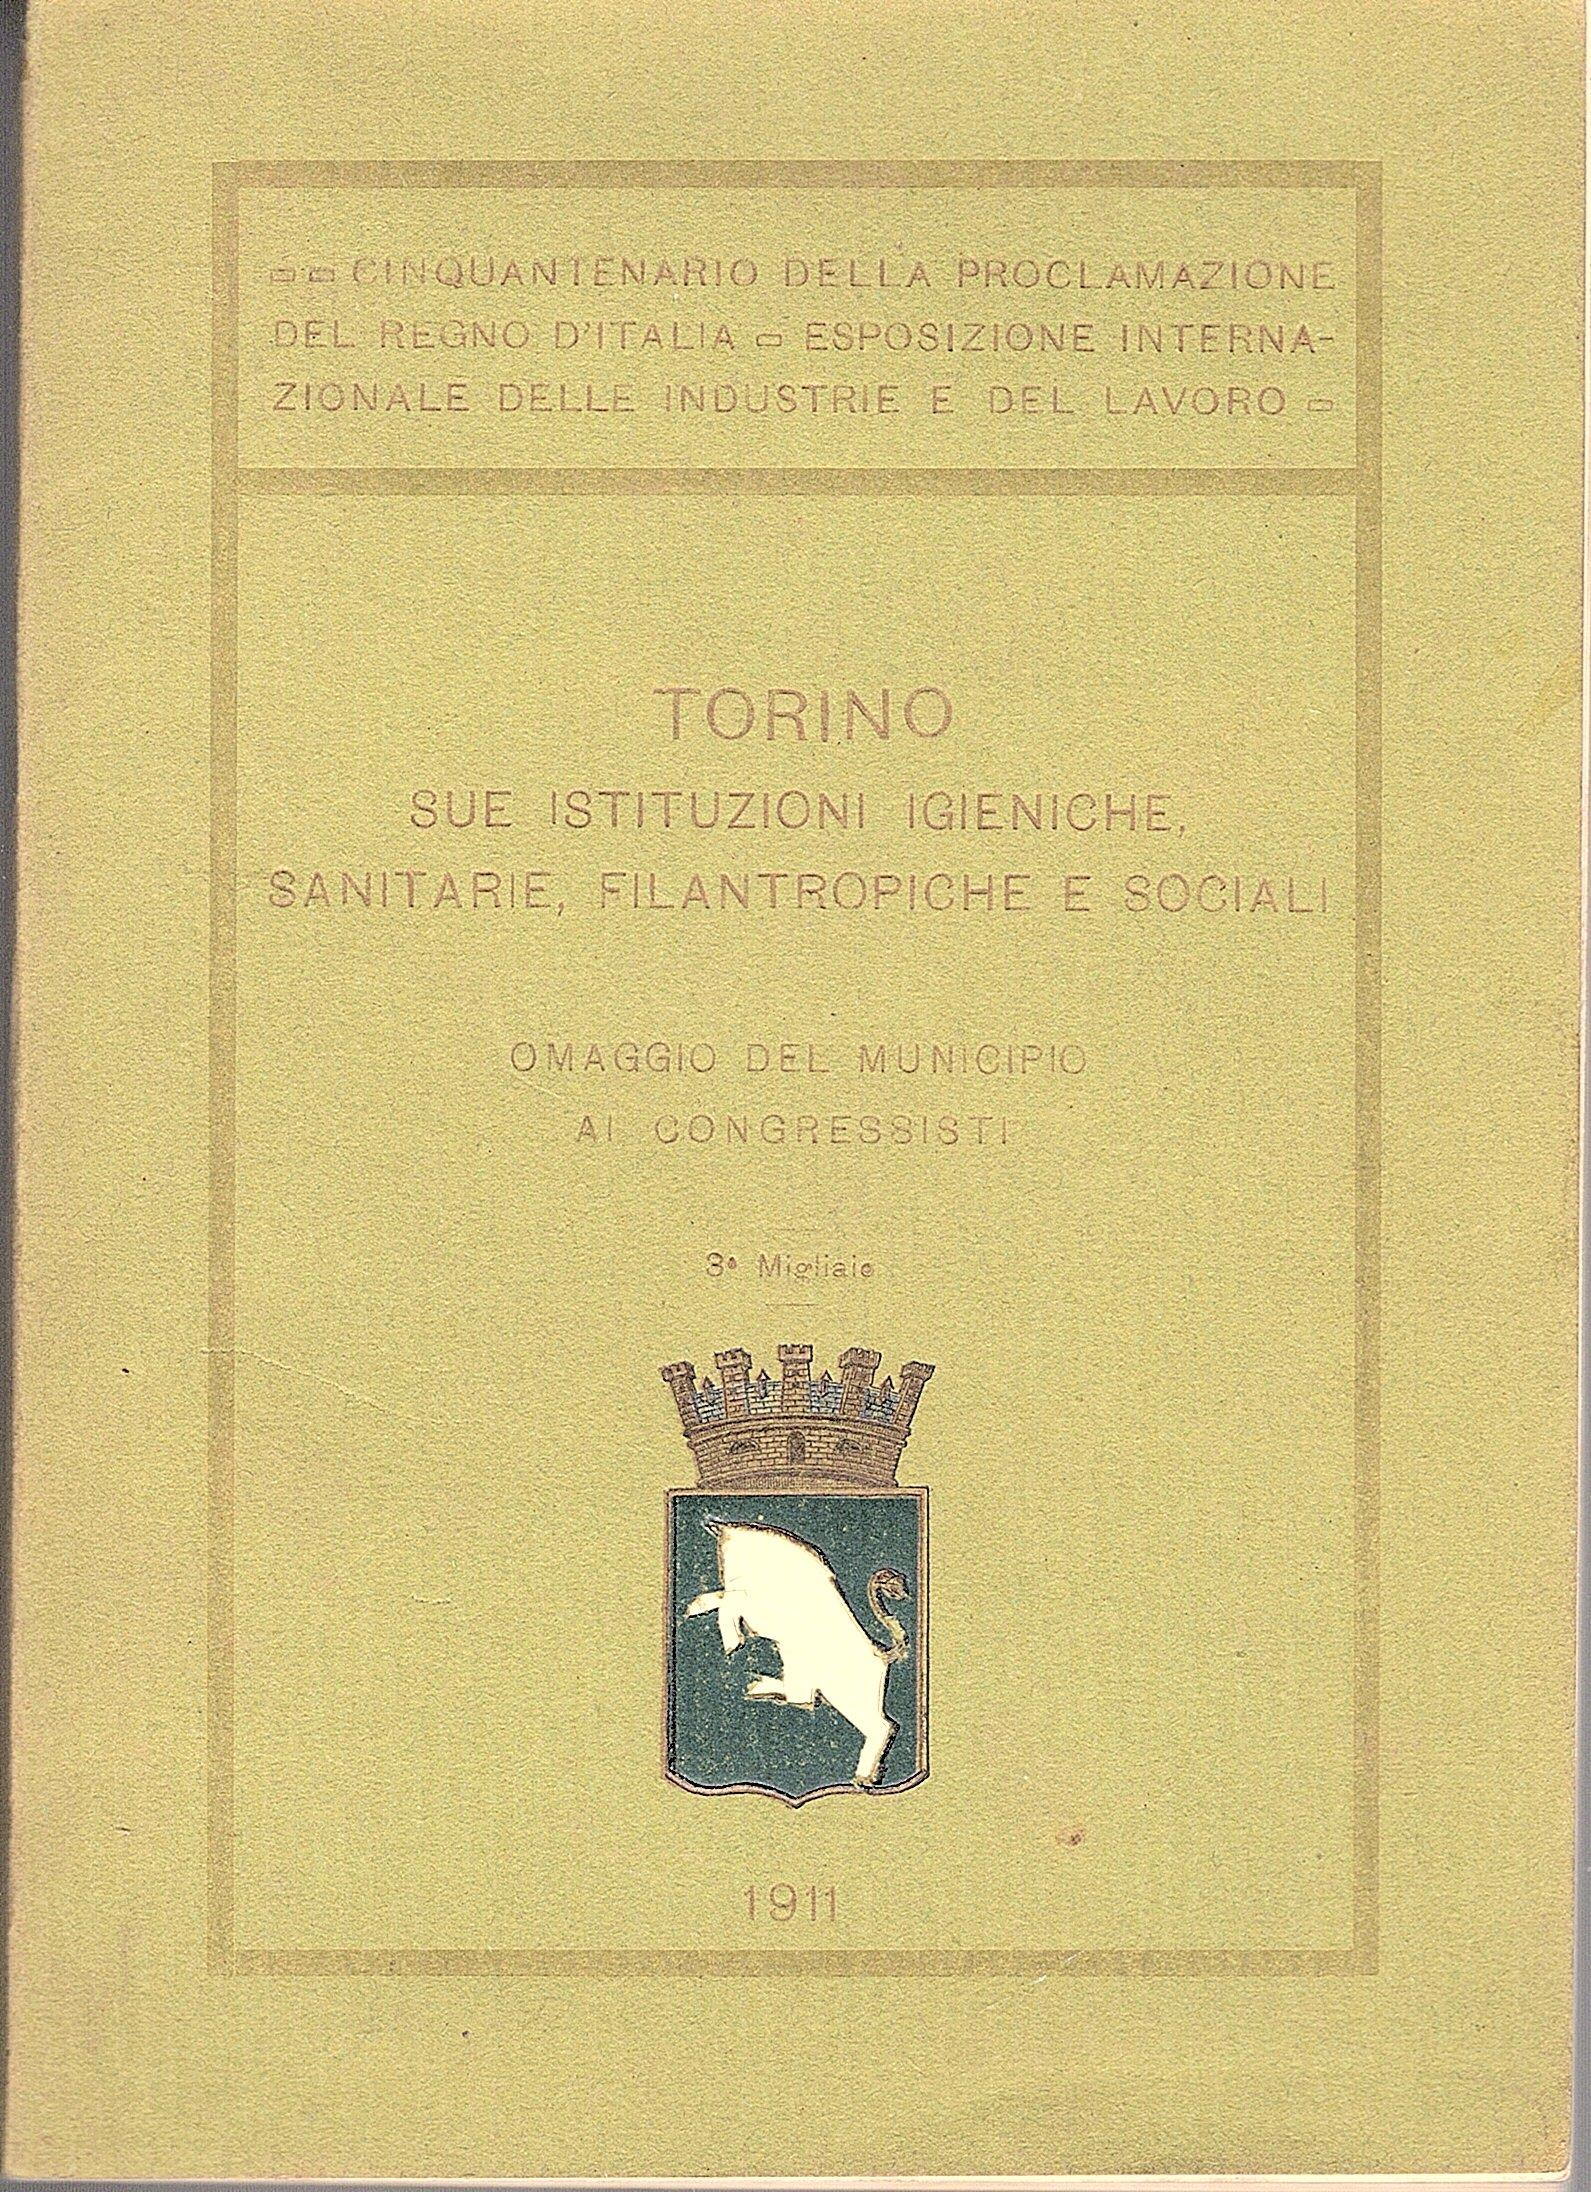 CINQUANTENARIO DELLA PROCLAMAZIONE
DEL REGNO D'ITALIA ▭ ESPOSIZIONE INTERNA-
ZIONALE DELLE INDUSTRIE E DEL LAVORO
TORINO
SUE ISTITUZIONI IGIENICHE,
SANITARIE, FILANTROPICHE E SOCIALI
OMAGGIO DEL MUNICIPIO
AI CONGRESSISTI
3º Migliaio
1911